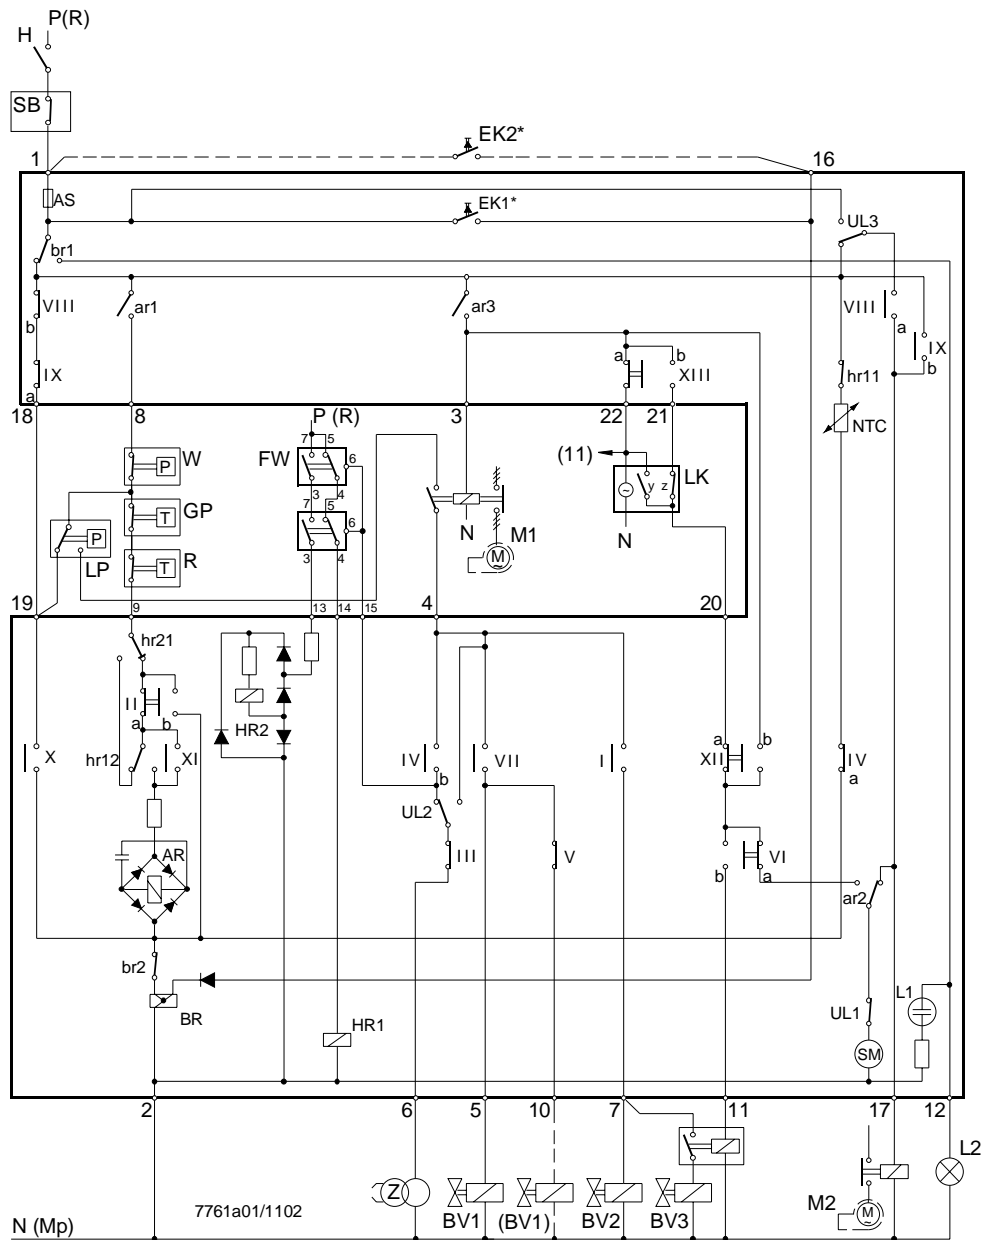 P(R)
H
SB
EK2*
1
16
AS
EK1*
UL3
br1
VIII
ar1
ar3
VIII
b
a
IX
a
b
IX
XIII
hr11
a
b
18
8
P (R)
3
22
21
NTC
W
P
FW
7
5
6
(11)
LK
3
4
y
z
~
GP
T
7
5
6
N
M1
N
M
P
LP
R
T
3
4
19
9
13
14
15
4
20
hr21
II
a
b
HR2
a
b
X
hr12
XI
IV
b
VII
I
XII
IV
a
UL2
AR
III
V
VI
b
a
ar2
br2
BR
UL1
L1
HR1
SM
2
6
5
10
7
11
17
12
Z
L2
7761a01/1102
BV1
(BV1)
BV2
BV3
M2
M
N (Mp)